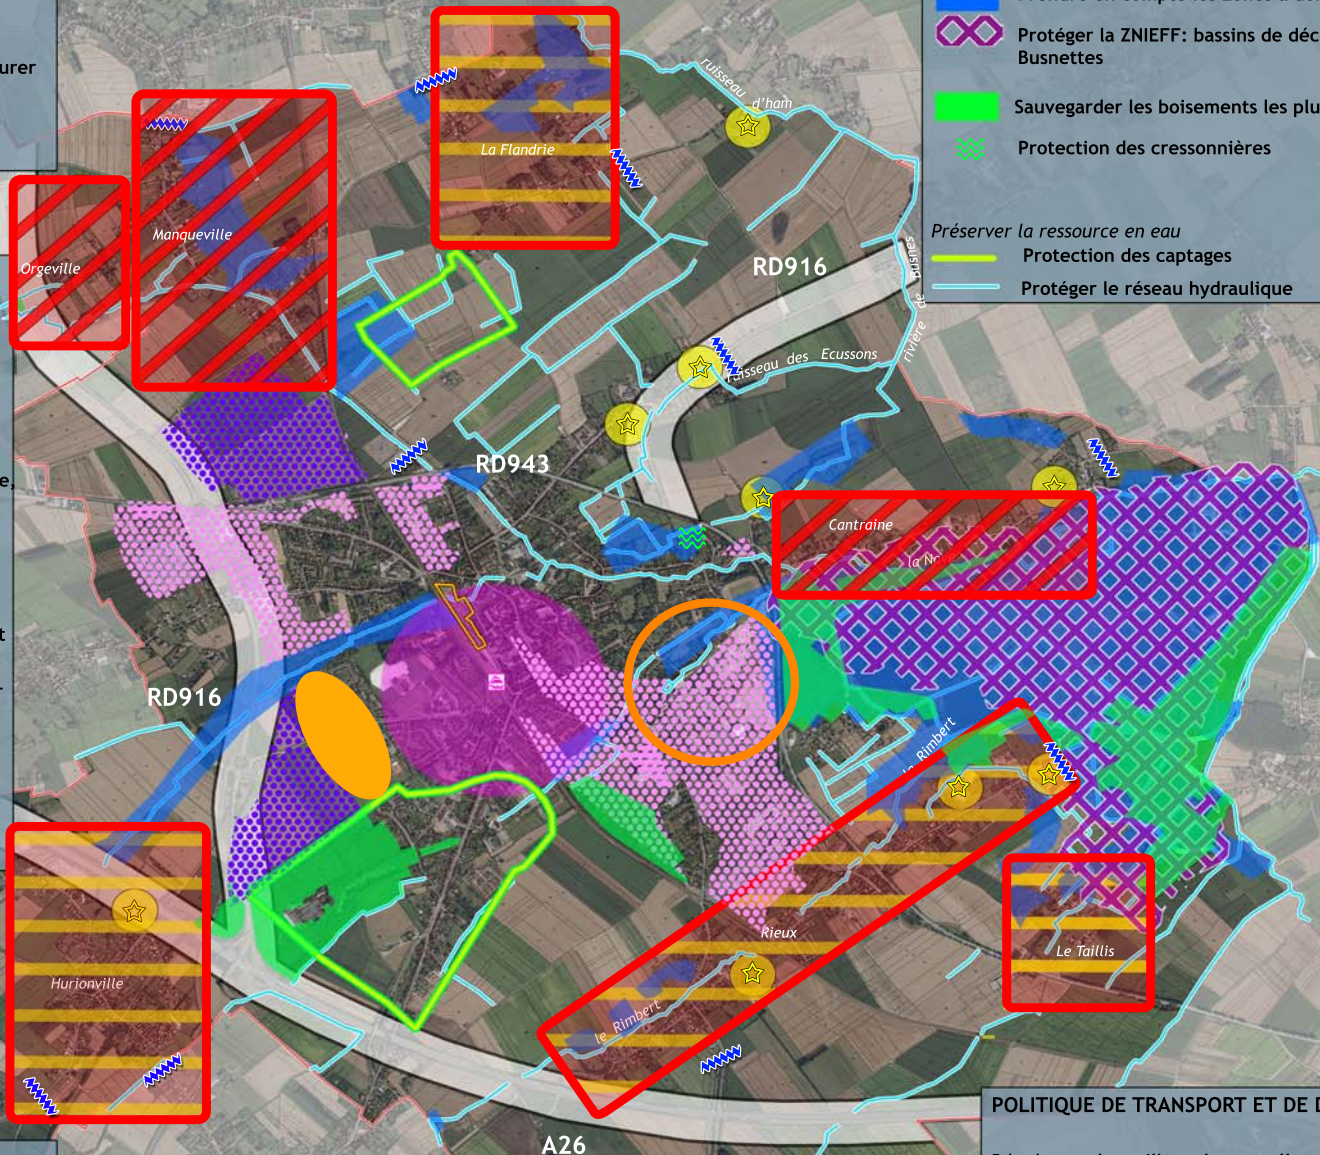 urer
Busnettes
Protéger la ZNIEFF: bassins de déc
Sauvegarder les boisements les plu
Protection des cressonnières
Préserver la ressource en eau
Protection des captages
Protéger le réseau hydraulique
ruisseau d'ham
La Flandrie
Manqueville
Orgeville
RD916
rivière de Busnes
ruisseau des Ecussons
RD943
e,
Cantraine
t
RD916
le Rimbert
Rieux
Le Taillis
Hurionville
le Rimbert
A26
POLITIQUE DE TRANSPORT ET DE D